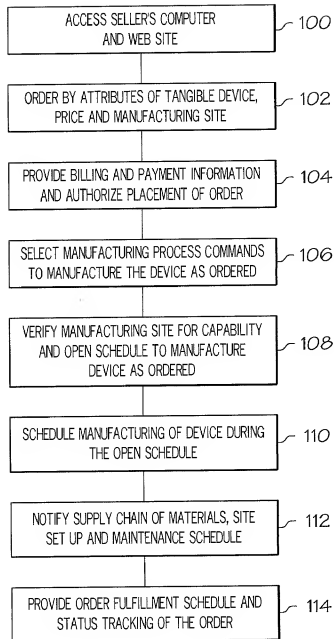 ACCESS SELLER'S COMPUTER
AND WEB SITE
100
ORDER BY ATTRIBUTES OF TANGIBLE DEVICE,
PRICE AND MANUFACTURING SITE
102
PROVIDE BILLING AND PAYMENT INFORMATION
AND AUTHORIZE PLACEMENT OF ORDER
104
SELECT MANUFACTURING PROCESS COMMANDS
TO MANUFACTURE THE DEVICE AS ORDERED
106
VERIFY MANUFACTURING SITE FOR CAPABILITY
AND OPEN SCHEDULE TO MANUFACTURE
DEVICE AS ORDERED
108
SCHEDULE MANUFACTURING OF DEVICE DURING
THE OPEN SCHEDULE
110
NOTIFY SUPPLY CHAIN OF MATERIALS, SITE
SET UP AND MAINTENANCE SCHEDULE
112
PROVIDE ORDER FULFILLMENT SCHEDULE AND
STATUS TRACKING OF THE ORDER
114